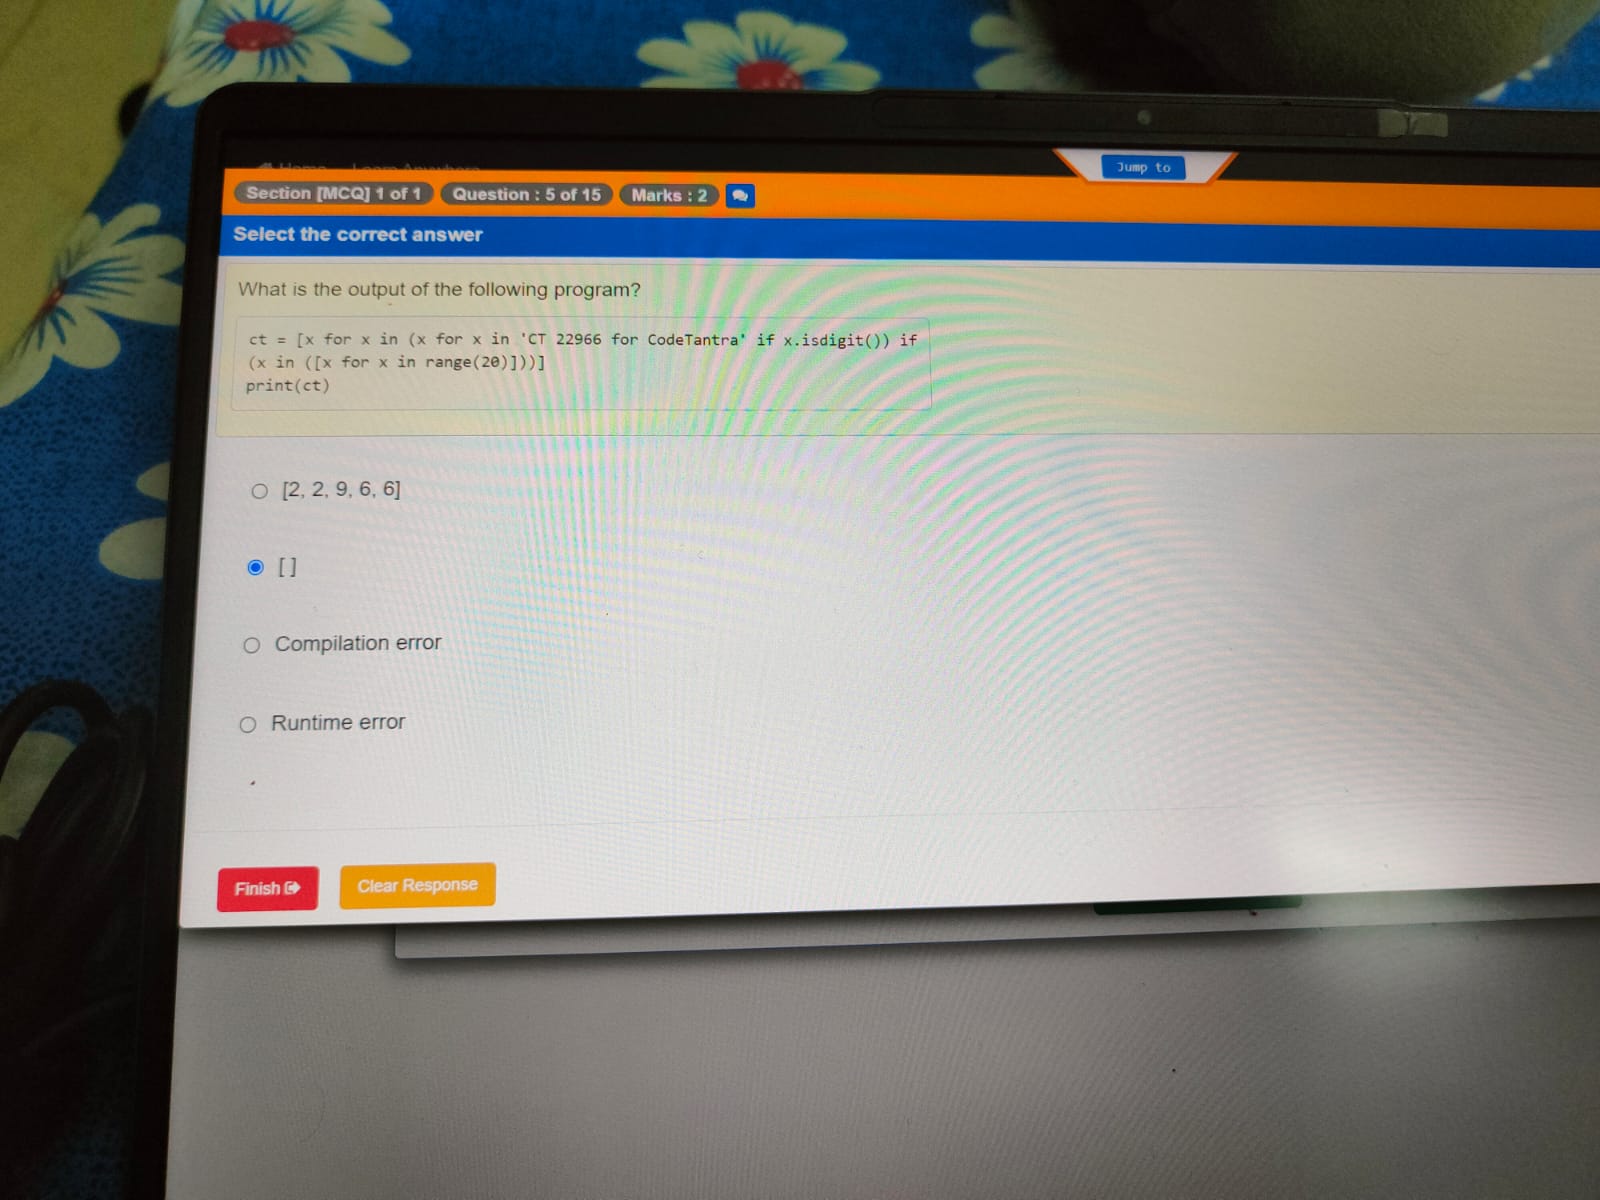 Jump to
Section [MCQ] 1 of 1 Question : 5 of 15 Marks : 2
Select the correct answer
What is the output of the following program?
ct = [x for x in (x for x in 'CT 22966 for CodeTantra' if x.isdigit()) if
(x in ([x for x in range(20)]))]
print(ct)
[2, 2, 9, 6, 6]
[ ]
Compilation error
Runtime error
Finish
Clear Response